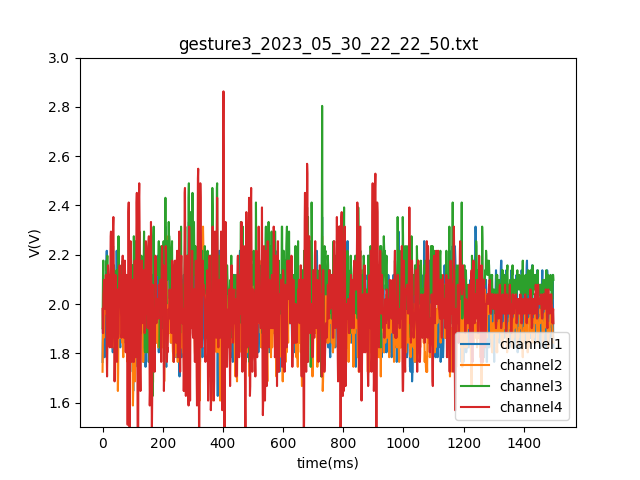 gesture3_2023_05_30_22_22_50.txt
3.0
2.8
2.6
2.4
2.2
2.0
1.8
1.6
V(V)
channel1
channel2
channel3
channel4
0 200 400 600 800 1000 1200 1400
time(ms)